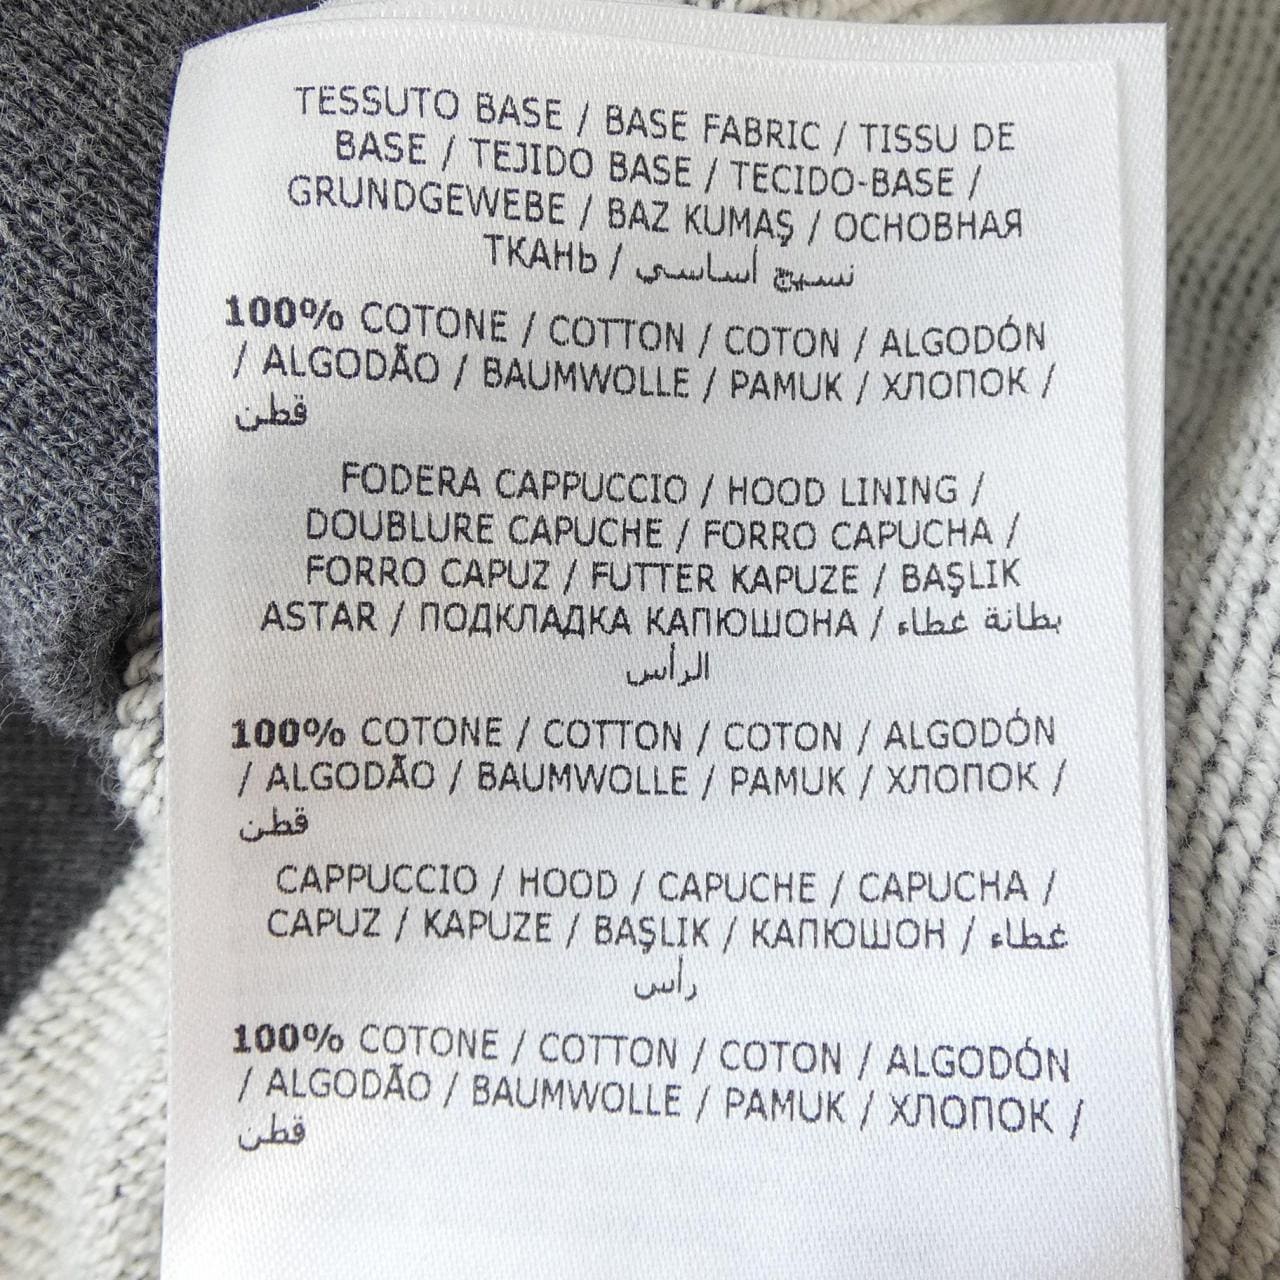 TESSUTO BASE / BASE FABRIC / TISSU DE
BASE / TEJIDO BASE / TECIDO-BASE /
GRUNDGEWEBE / BAZ KUMAŞ / ОСНОВНАЯ
ТКАНЬ / نسيج أساسي
100% COTONE / COTTON / COTON / ALGODÓN
/ ALGODÃO / BAUMWOLLE / PAMUK / ХЛОПОК /
قطن
FODERA CAPPUCCIO / HOOD LINING /
DOUBLURE CAPUCHE / FORRO CAPUCHA /
FORRO CAPUZ / FUTTER KAPUZE / BAŞLIK
ASTAR / ПОДКЛАДКА КАПЮШОНА / بطانة غطاء
الرأس
100% COTONE / COTTON / COTON / ALGODÓN
/ ALGODÃO / BAUMWOLLE / PAMUK / ХЛОПОК /
قطن
CAPPUCCIO / HOOD / CAPUCHE / CAPUCHA /
CAPUZ / KAPUZE / BAŞLIK / КАПЮШОН / غطاء
رأس
100% COTONE / COTTON / COTON / ALGODÓN
/ ALGODÃO / BAUMWOLLE / PAMUK / ХЛОПОК /
قطن